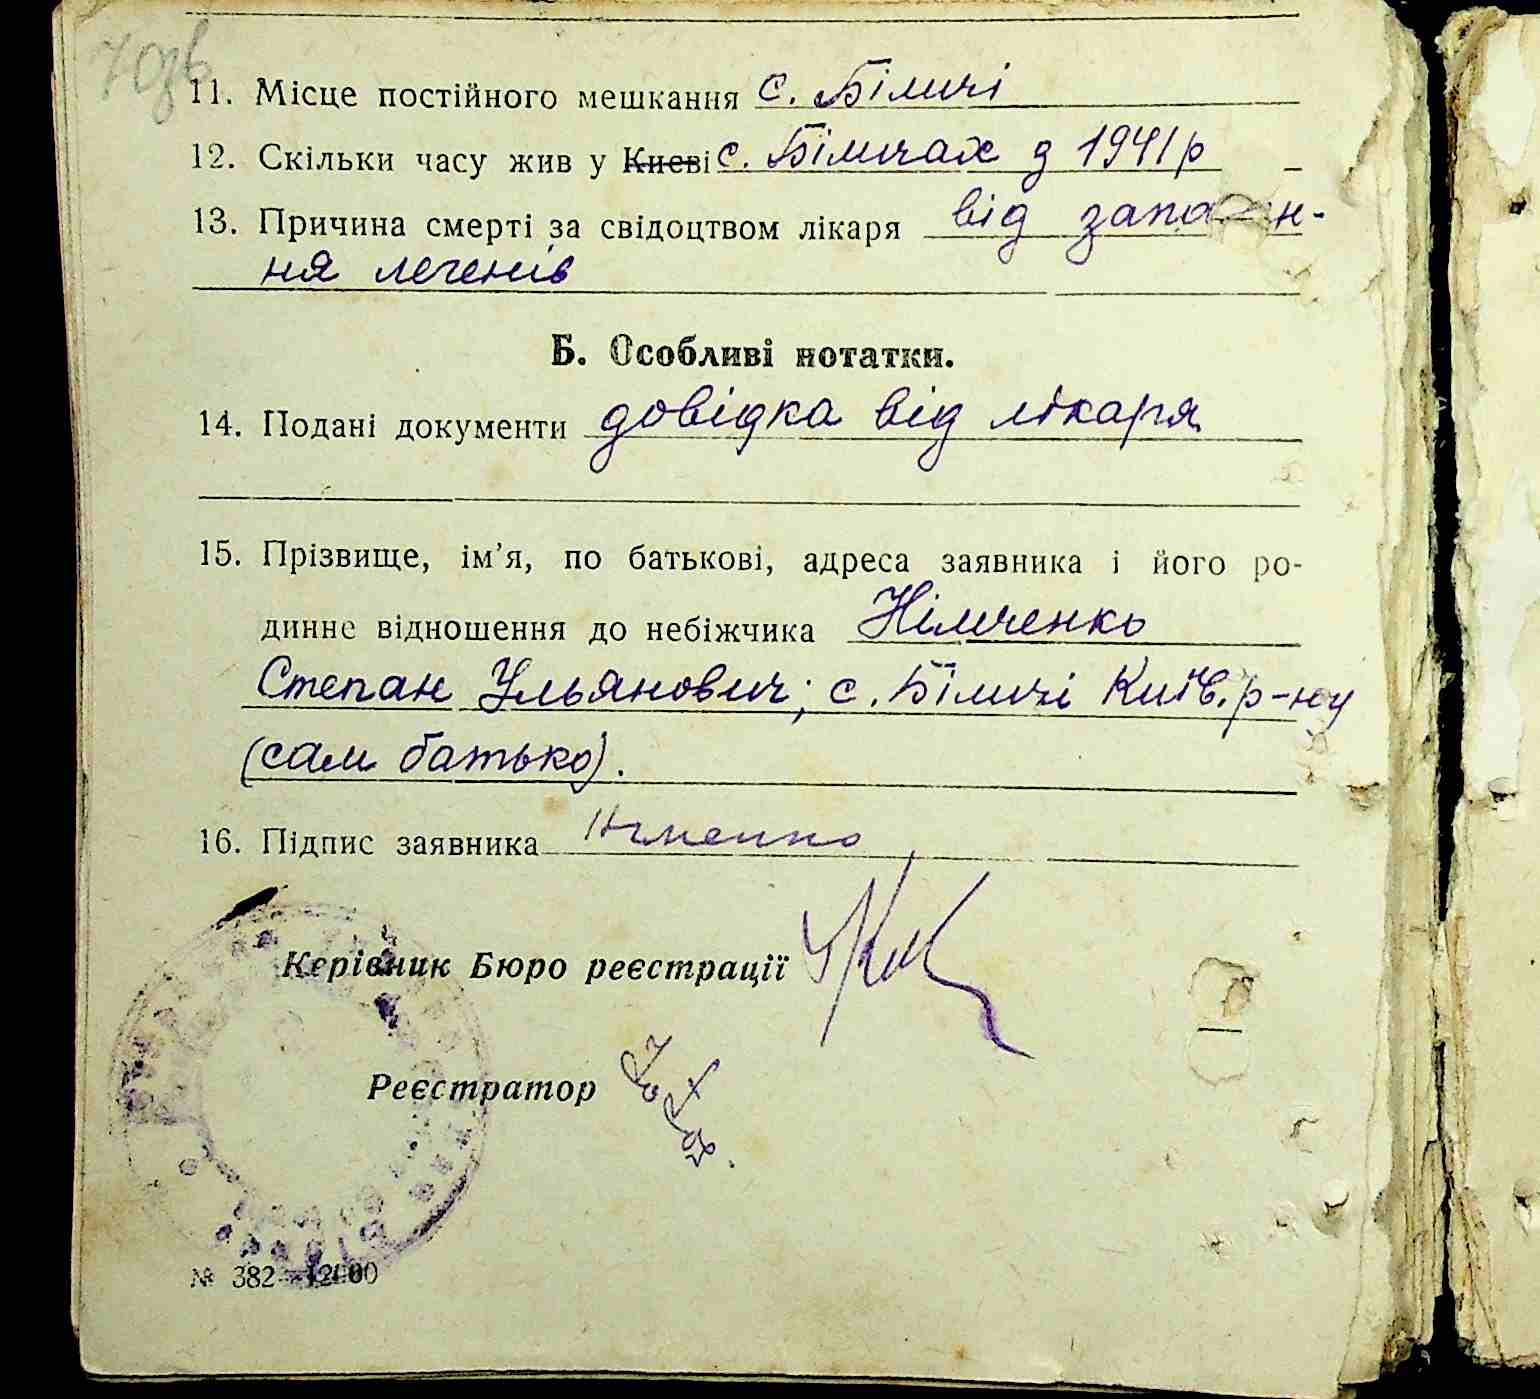 70зв
11. Місце постійного мешкання с. Біличі
12. Скільки часу жив у Києві с. Біличах з 1941 р
13. Причина смерті за свідоцтвом лікаря від запален-
ня легенів
Б. Особливі нотатки.
14. Подані документи довідка від лікаря
15. Прізвище, ім'я, по батькові, адреса заявника і його ро-
динне відношення до небіжчика Німченко
Степан Ульянович; с. Біличі Київ. р-ну
(сам батько).
16. Підпис заявника
Керівник Бюро реєстрації
Реєстратор
№ 382—12000